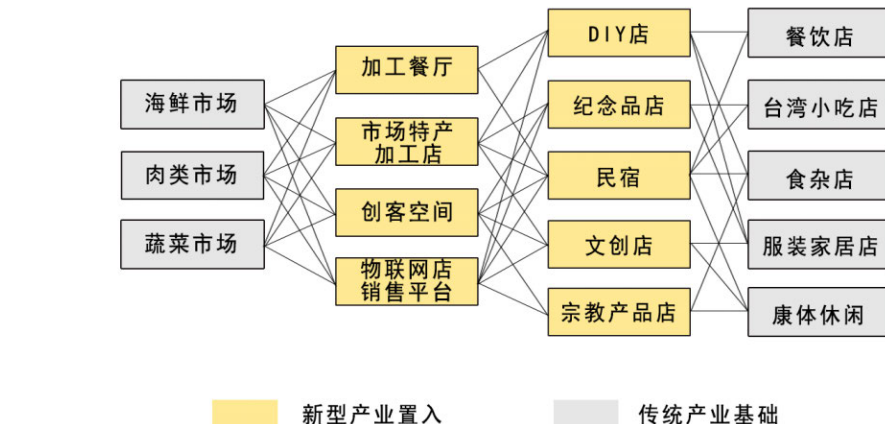 海鲜市场
肉类市场
蔬菜市场
加工餐厅
市场特产
加工店
创客空间
物联网店
销售平台
DIY店
纪念品店
民宿
文创店
宗教产品店
餐饮店
台湾小吃店
食杂店
服装家居店
康体休闲
新型产业置入
传统产业基础